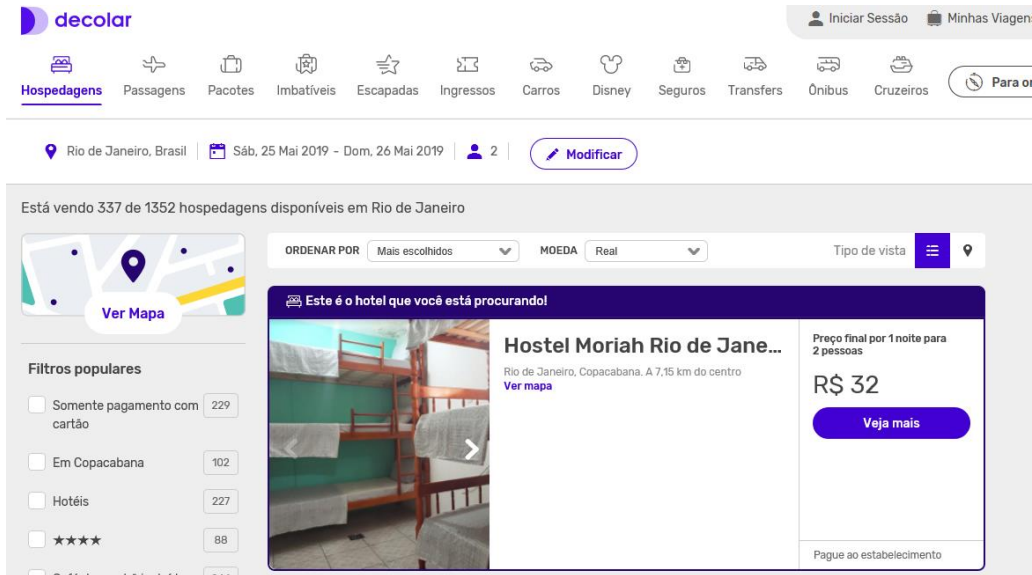 decolar
Iniciar Sessão Minhas Viagens
Hospedagens Passagens Pacotes Imbatíveis Escapadas Ingressos Carros Disney Seguros Transfers Ônibus Cruzeiros Para
Rio de Janeiro, Brasil Sáb, 25 Mai 2019 - Dom, 26 Mai 2019 2 Modificar
Está vendo 337 de 1352 hospedagens disponíveis em Rio de Janeiro
ORDENAR POR Mais escolhidos MOEDA Real Tipo de vista
Ver Mapa
Filtros populares
Somente pagamento com 229
cartão
Em Copacabana 102
Hotéis 227
★★★★ 88
Este é o hotel que você está procurando!
Hostel Moriah Rio de Jane...
Rio de Janeiro, Copacabana. A 7,15 km do centro
Ver mapa
Preço final por 1 noite para
2 pessoas
R$ 32
Veja mais
Pague ao estabelecimento